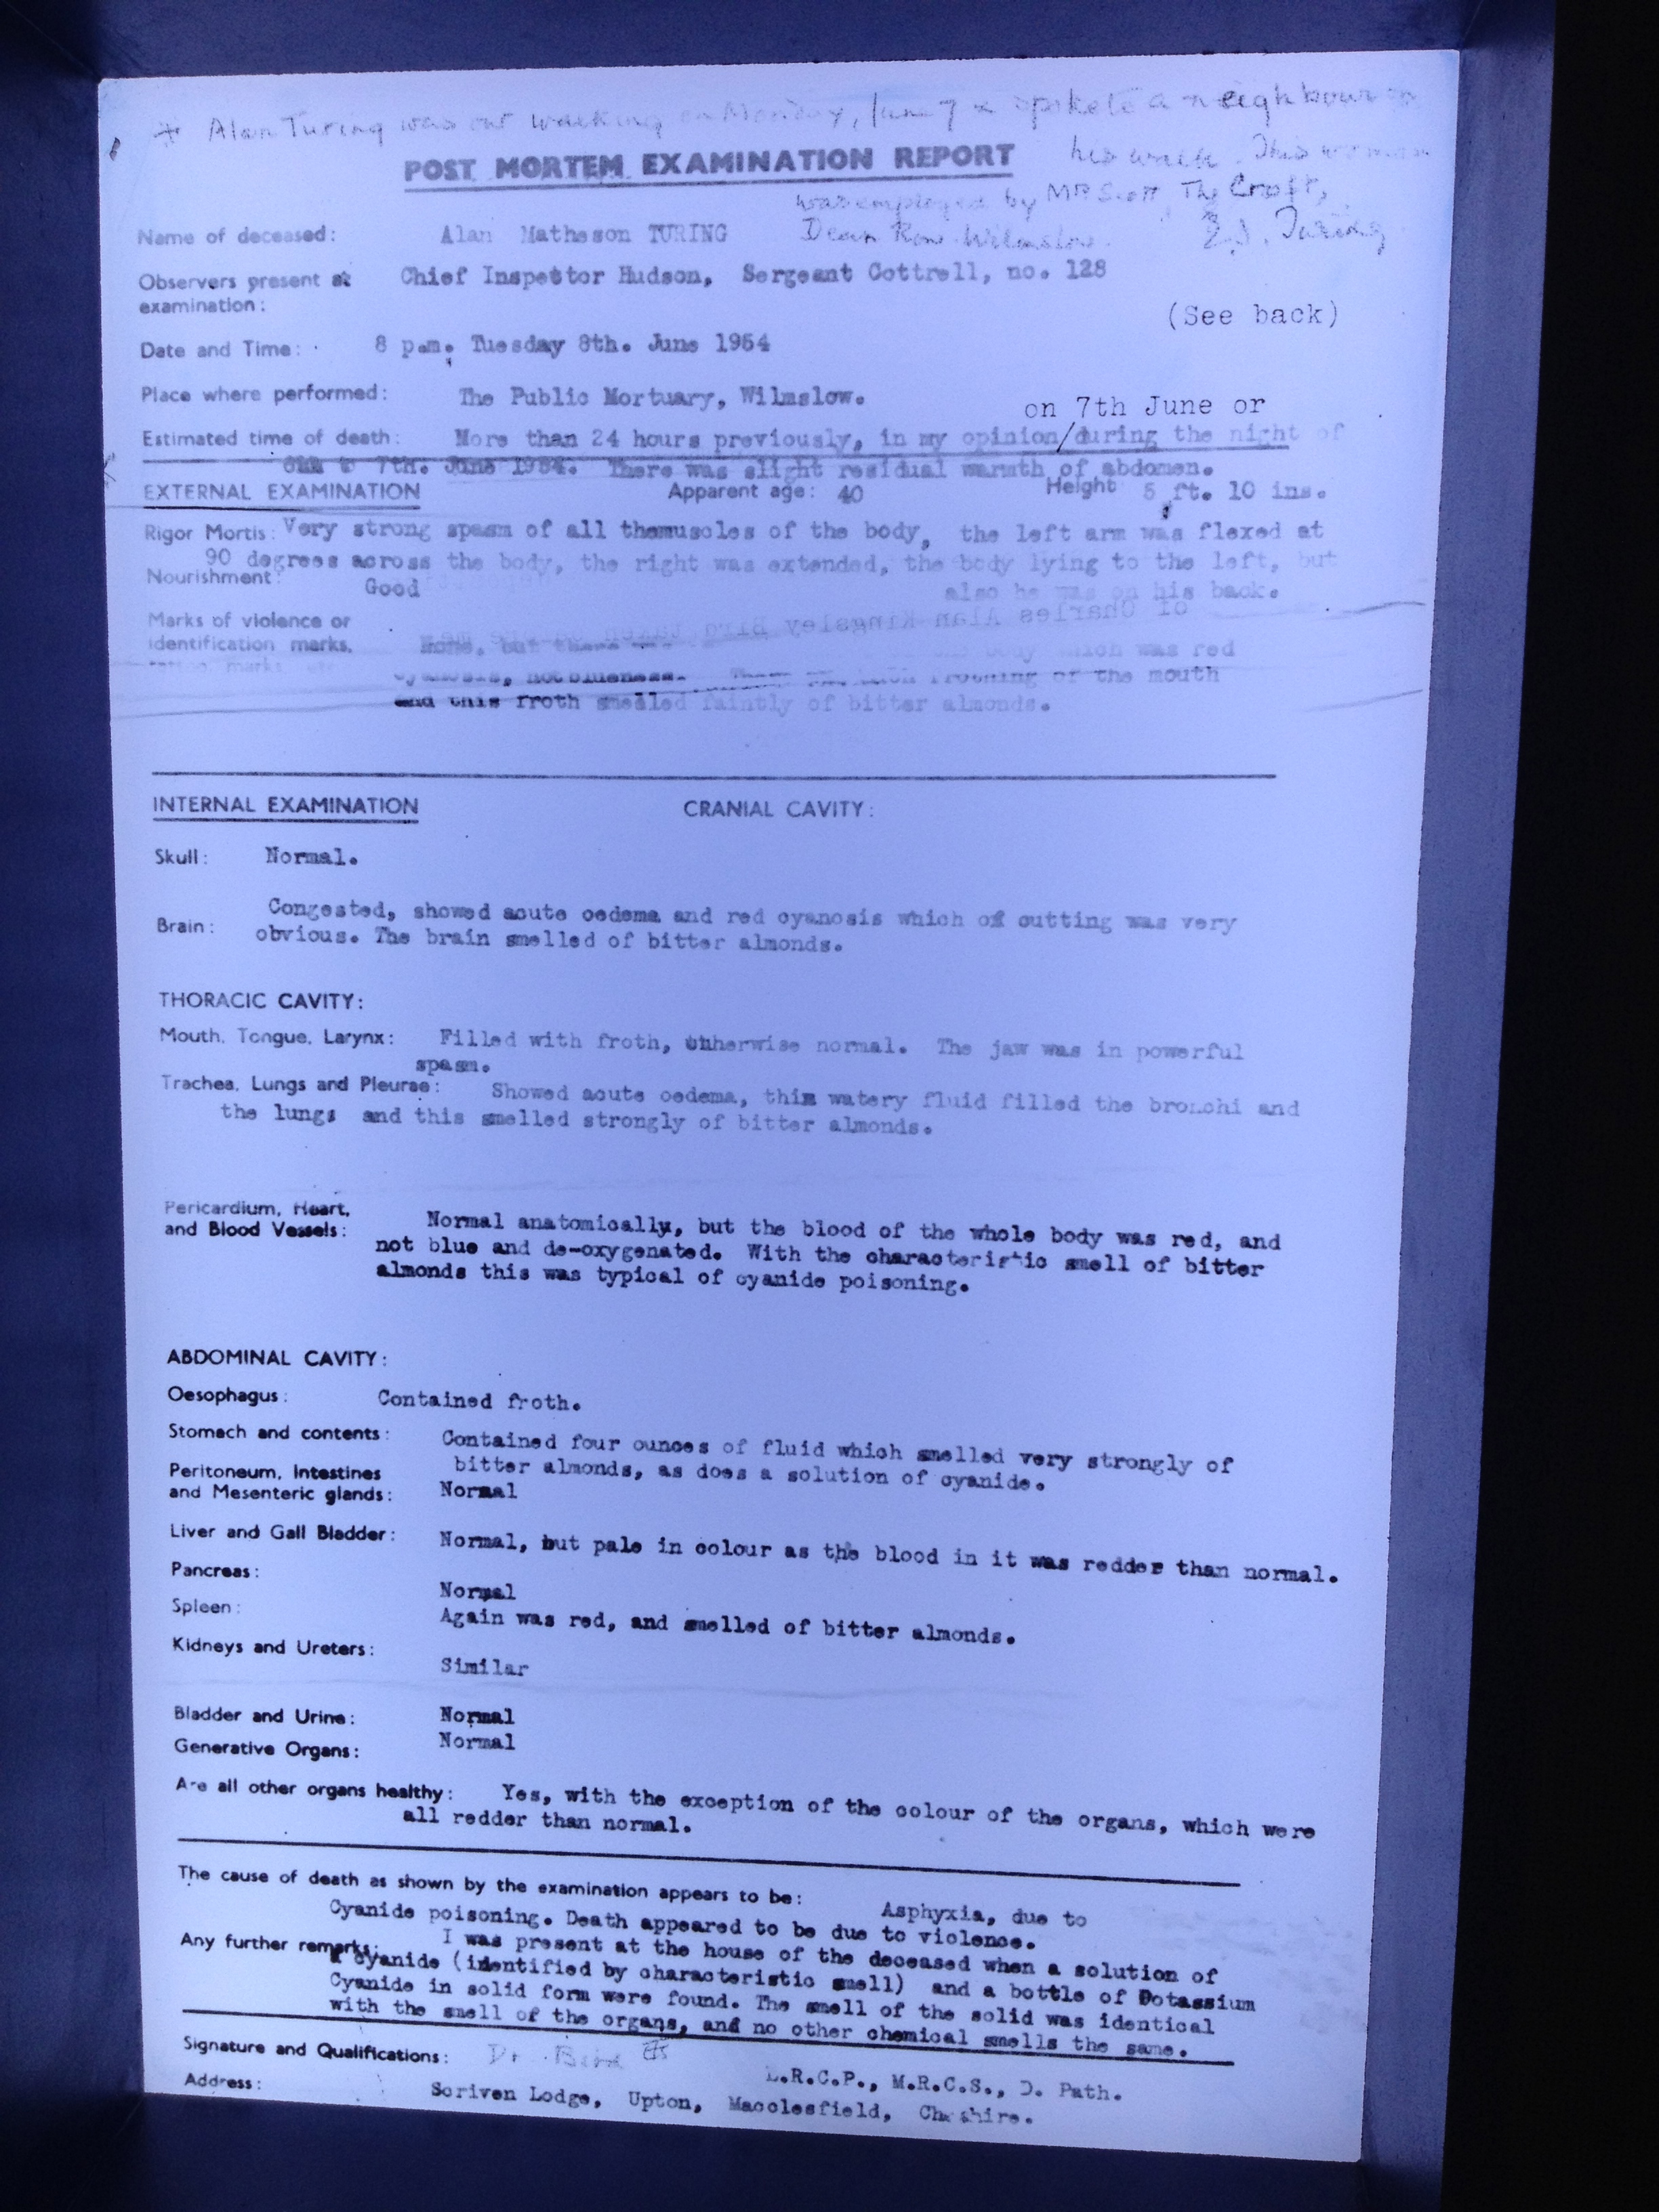 * Alan Turing was out walking on Monday, June 7 & spoke to a neighbour on
his walk. This woman
POST MORTEM EXAMINATION REPORT
was employed by Mr Scott, The Croft,
Dean Row. Wilmslow.
Name of deceased: Alan Matheson TURING
Observers present at examination: Chief Inspector Hudson, Sergeant Cottrell, no. 128
(See back)
Date and Time: 8 p.m. Tuesday 8th. June 1954
Place where performed: The Public Mortuary, Wilmslow.
on 7th June or
Estimated time of death: More than 24 hours previously, in my opinion/during the night of
to 7th. June 1954. There was slight residual warmth of abdomen.
EXTERNAL EXAMINATION Apparent age: 40 Height 5 ft. 10 ins.
Rigor Mortis: Very strong spasm of all themuscles of the body, the left arm was flexed at
90 degrees across the body, the right was extended, the body lying to the left, but
Nourishment: Good also he was on his back.
of Charles Alan Kingsley Bird
Marks of violence or
identification marks, None, but there body which was red
cyanosis, not blueness. frothing of the mouth
and this froth smelled faintly of bitter almonds.
INTERNAL EXAMINATION CRANIAL CAVITY:
Skull: Normal.
Brain: Congested, showed acute oedema and red cyanosis which on cutting was very
obvious. The brain smelled of bitter almonds.
THORACIC CAVITY:
Mouth, Tongue, Larynx: Filled with froth, otherwise normal. The jaw was in powerful
spasm.
Trachea, Lungs and Pleurae: Showed acute oedema, thin watery fluid filled the bronchi and
the lungs and this smelled strongly of bitter almonds.
Pericardium, Heart,
and Blood Vessels: Normal anatomically, but the blood of the whole body was red, and
not blue and de-oxygenated. With the characteristic smell of bitter
almonds this was typical of cyanide poisoning.
ABDOMINAL CAVITY:
Oesophagus: Contained froth.
Stomach and contents: Contained four ounces of fluid which smelled very strongly of
bitter almonds, as does a solution of cyanide.
Peritoneum, Intestines
and Mesenteric glands: Normal
Liver and Gall Bladder: Normal, but pale in colour as the blood in it was redder than normal.
Pancreas: Normal
Spleen: Again was red, and smelled of bitter almonds.
Kidneys and Ureters: Similar
Bladder and Urine: Normal
Generative Organs: Normal
Are all other organs healthy: Yes, with the exception of the colour of the organs, which were
all redder than normal.
The cause of death as shown by the examination appears to be: Asphyxia, due to
Cyanide poisoning. Death appeared to be due to violence.
Any further remarks: I was present at the house of the deceased when a solution of
cyanide (identified by characteristic smell) and a bottle of Potassium
Cyanide in solid form were found. The smell of the solid was identical
with the smell of the organs, and no other chemical smells the same.
Signature and Qualifications: Dr. Bird L.R.C.P., M.R.C.S., D. Path.
Address: Scriven Lodge, Upton, Macclesfield, Cheshire.